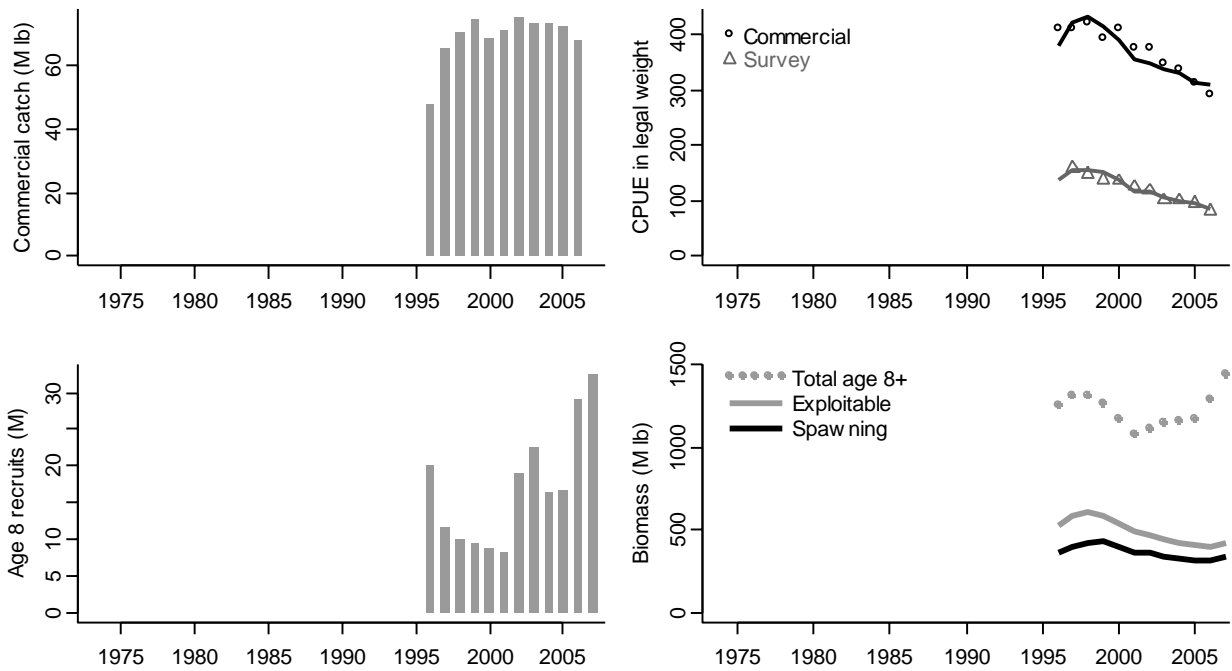 Commercial catch (M lb)
0 20 40 60
1975 1980 1985 1990 1995 2000 2005
CPUE in legal weight
0 100 200 300 400
Commercial
Survey
1975 1980 1985 1990 1995 2000 2005
Age 8 recruits (M)
0 5 10 20 30
1975 1980 1985 1990 1995 2000 2005
Biomass (M lb)
0 500 1000 1500
Total age 8+
Exploitable
Spaw ning
1975 1980 1985 1990 1995 2000 2005